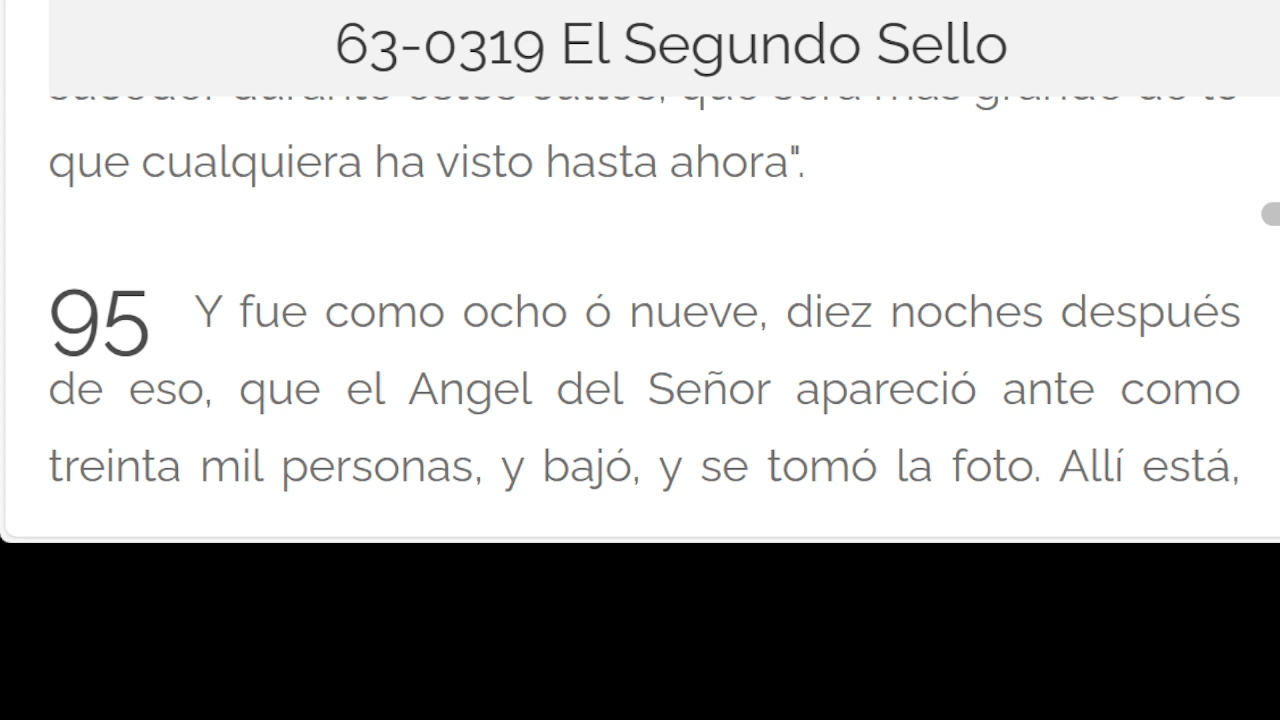 63-0319 El Segundo Sello
que cualquiera ha visto hasta ahora".
95 Y fue como ocho ó nueve, diez noches después
de eso, que el Angel del Señor apareció ante como
treinta mil personas, y bajó, y se tomó la foto. Allí está,